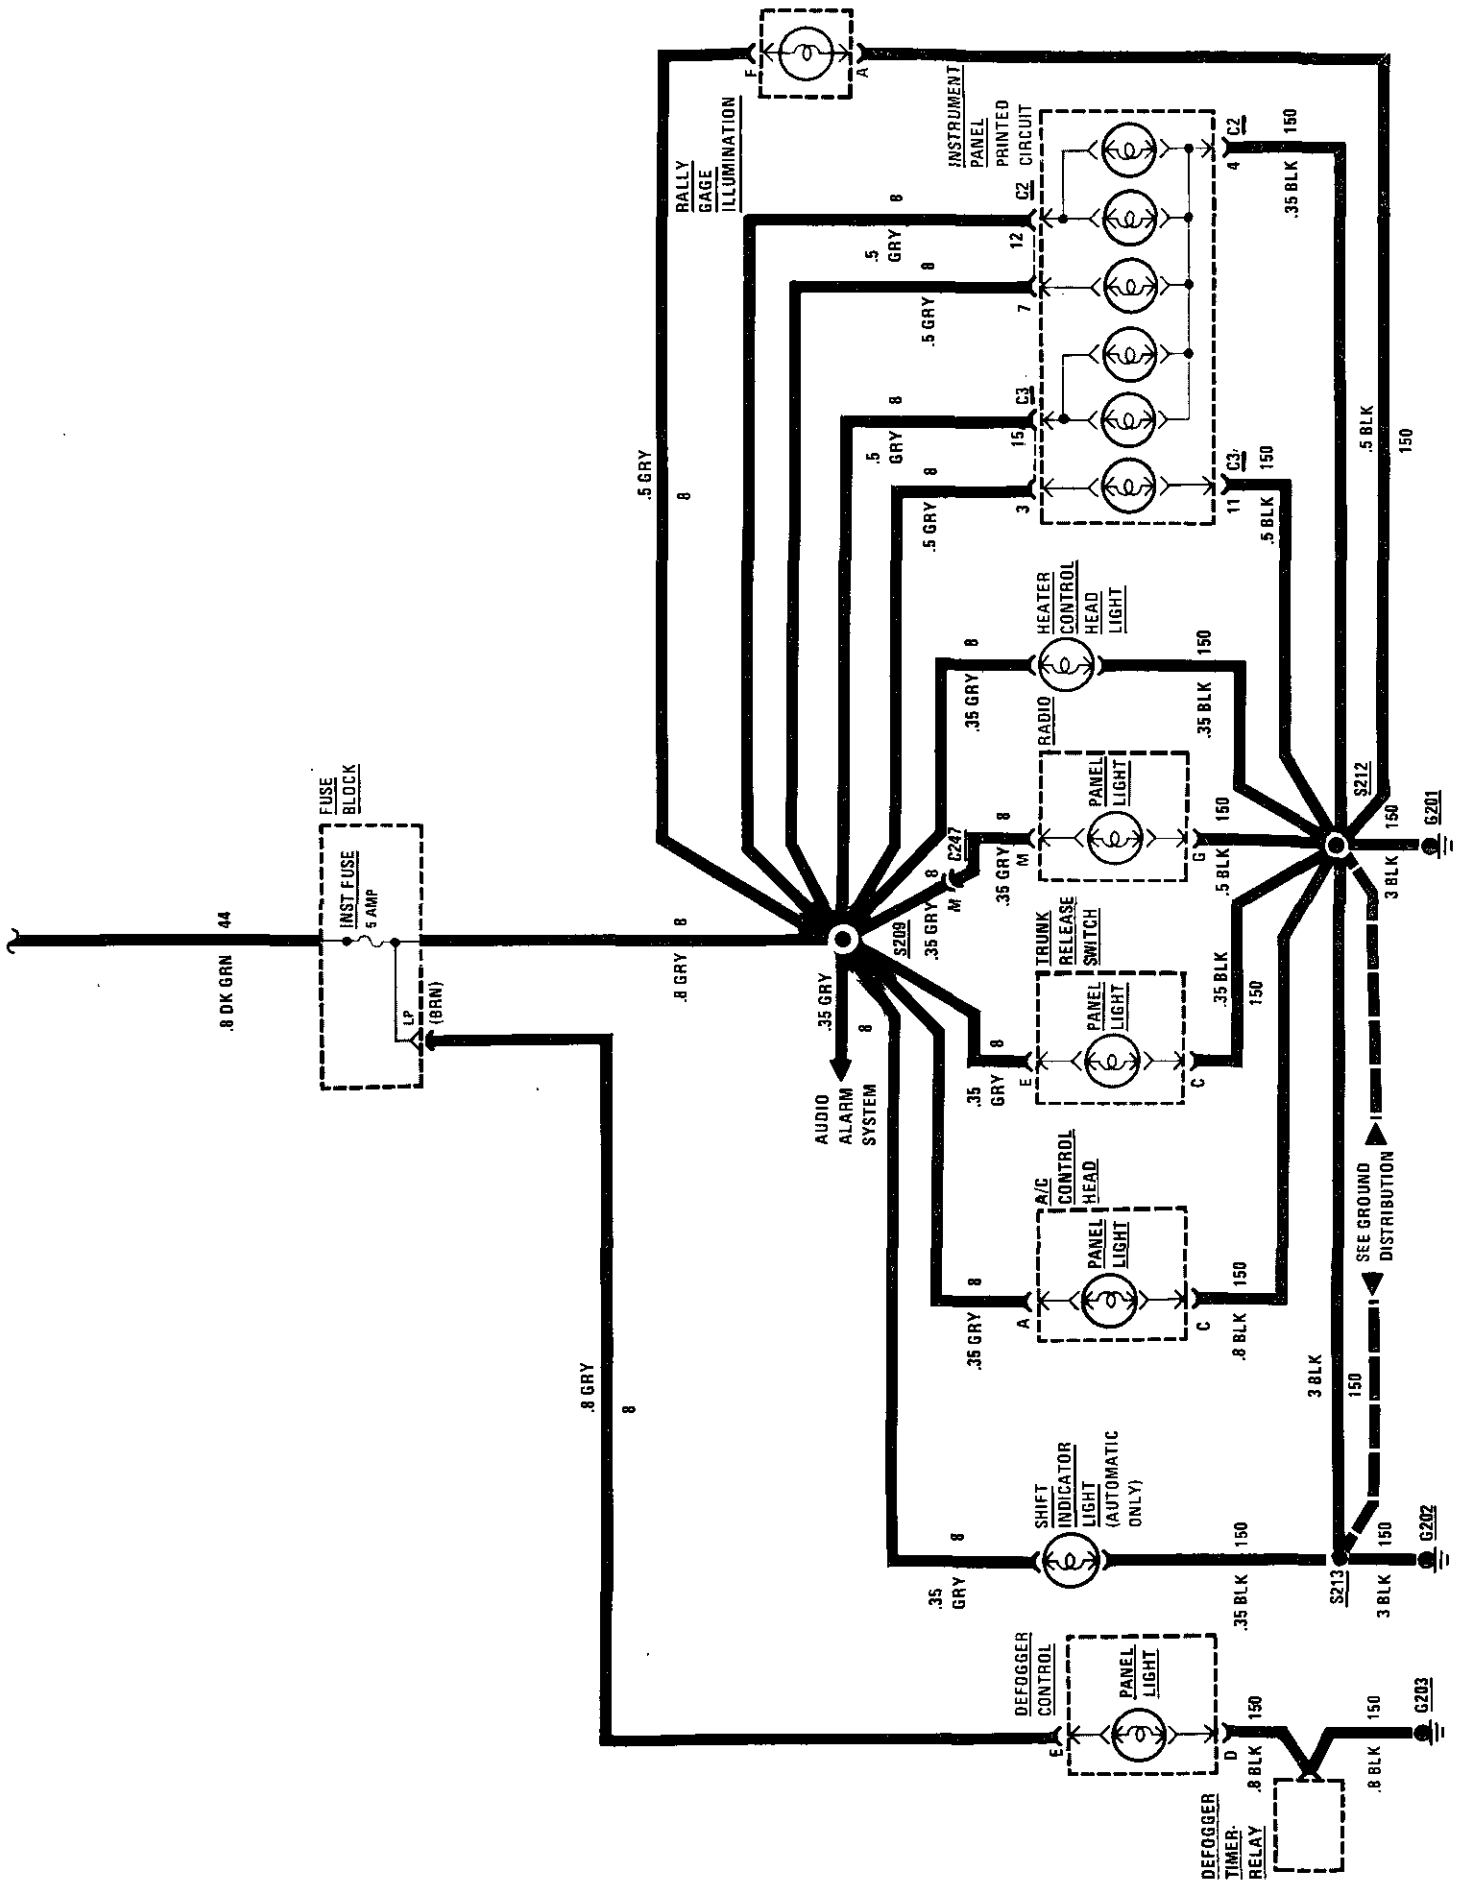 .8 DK GRN
44
FUSE
BLOCK
INST FUSE
5 AMP
LP
(BRN)
.8 GRY
8
.8 GRY
8
S209
AUDIO
ALARM
SYSTEM
.35 GRY
8
.5 GRY
8
RALLY
GAGE
ILLUMINATION
F
A
.5 BLK
150
INSTRUMENT
PANEL
PRINTED
CIRCUIT
.5
GRY
8
12
C2
.5 GRY
8
7
.5
GRY
8
15
C3
.5 GRY
8
3
4
C2
.35 BLK
150
11
C3
.5 BLK
150
.35 GRY
8
HEATER
CONTROL
HEAD
LIGHT
.35 BLK
150
.35 GRY
8
M
C247
.35 GRY
8
M
RADIO
PANEL
LIGHT
G
.5 BLK
150
.35
GRY
8
E
TRUNK
RELEASE
SWITCH
PANEL
LIGHT
C
.35 BLK
150
.35 GRY
8
A
A/C
CONTROL
HEAD
PANEL
LIGHT
C
.8 BLK
150
.35
GRY
8
SHIFT
INDICATOR
LIGHT
(AUTOMATIC
ONLY)
.35 BLK
150
DEFOGGER
CONTROL
E
PANEL
LIGHT
D
.8 BLK
150
DEFOGGER
TIMER-
RELAY
.8 BLK
150
G203
S213
3 BLK
150
G202
3 BLK
150
SEE GROUND
DISTRIBUTION
S212
3 BLK
150
G201